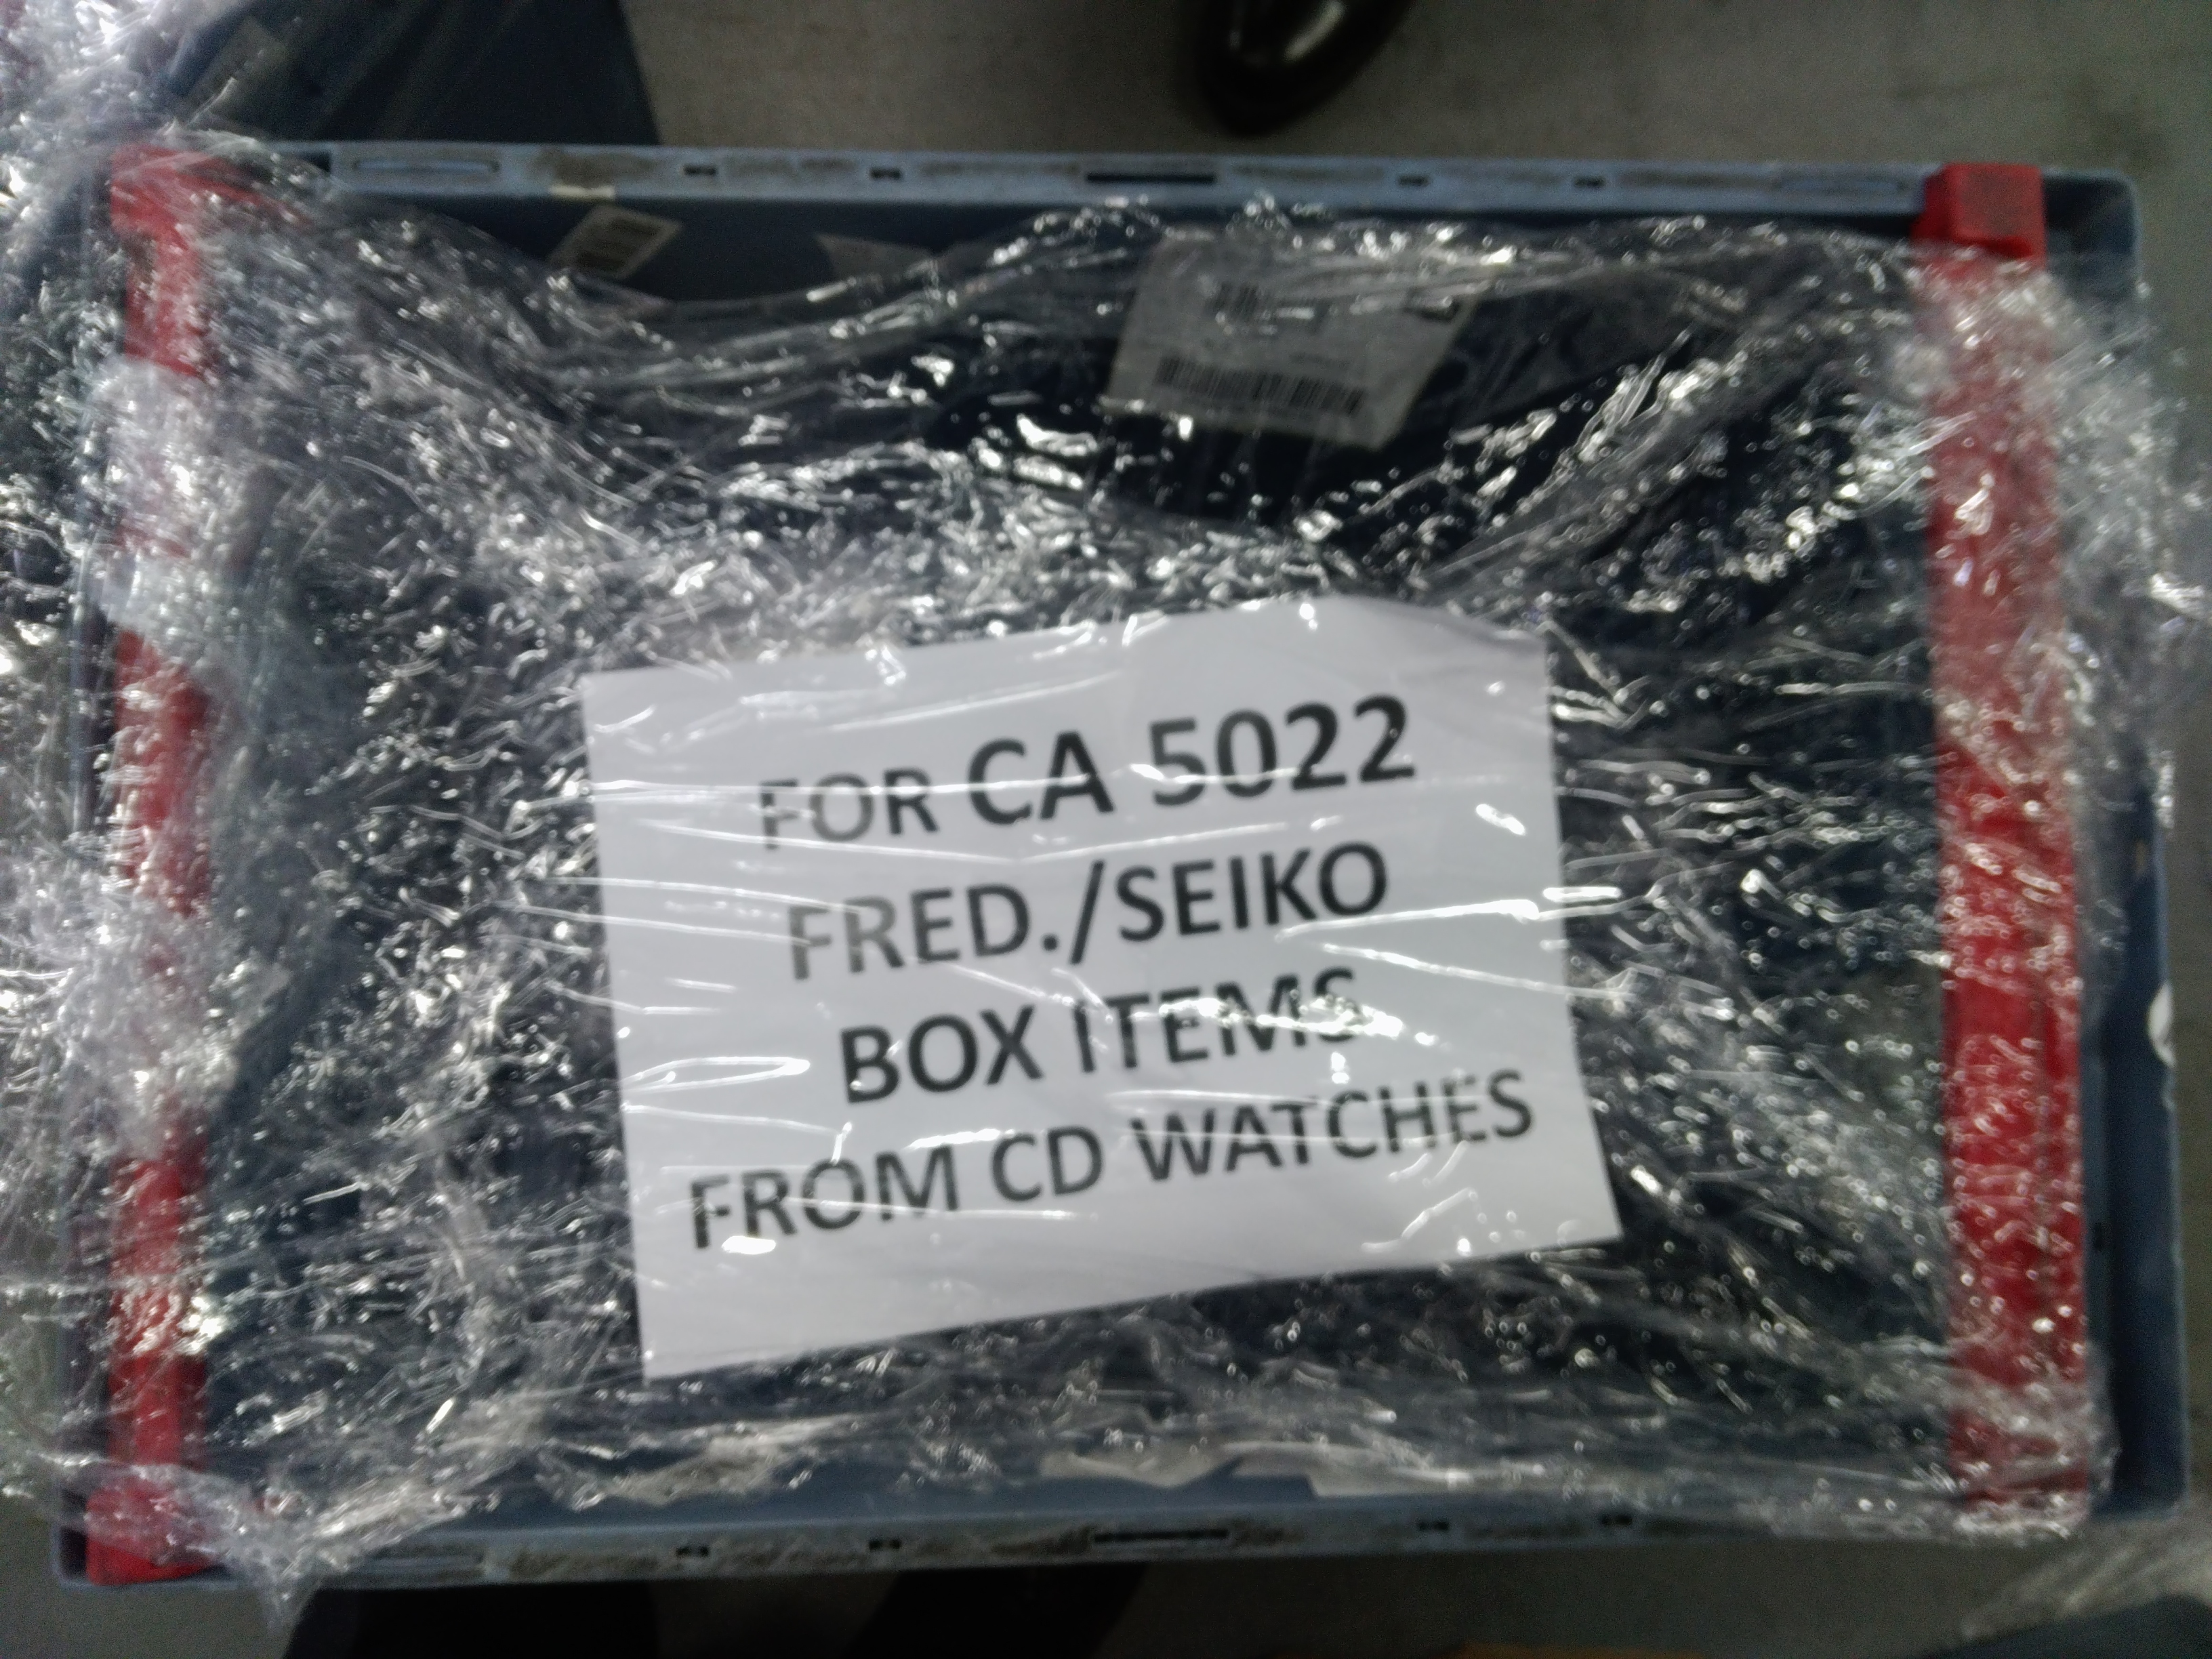 FOR CA 5022
FRED./SEIKO
BOX ITEMS
FROM CD WATCHES